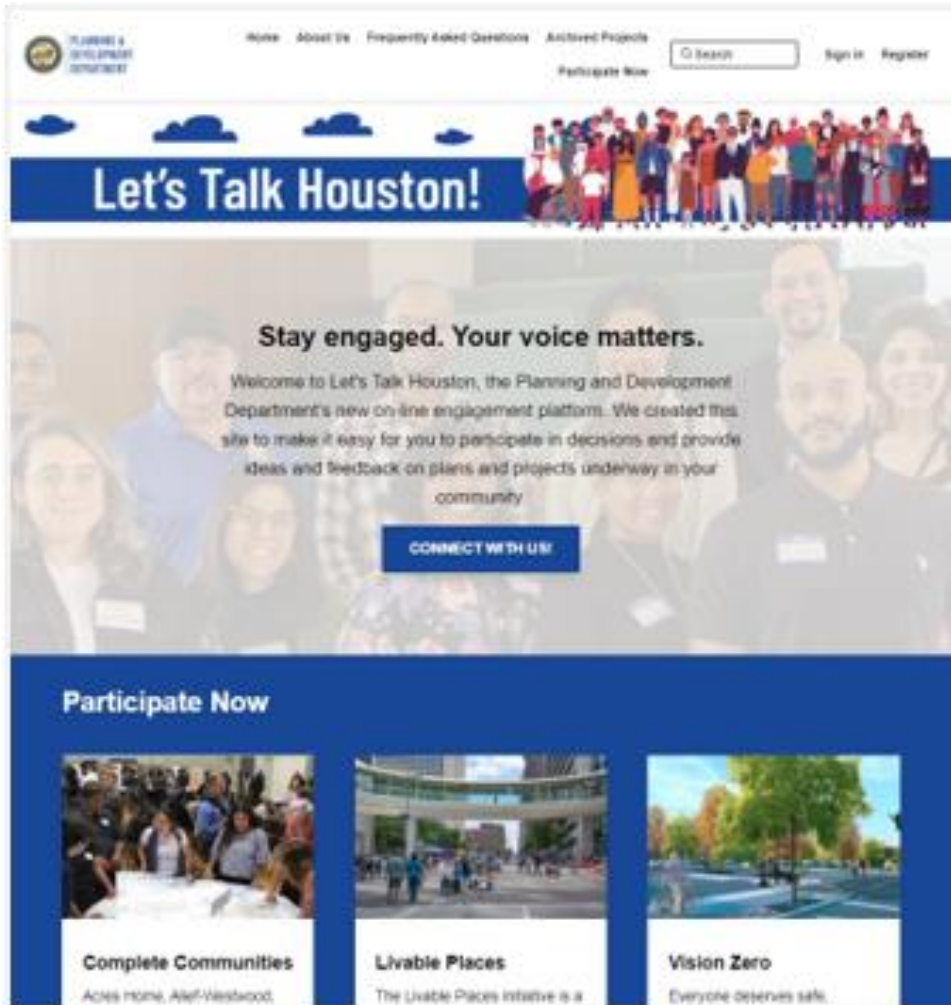 PLANNING &
DEVELOPMENT
DEPARTMENT
Home About Us Frequently Asked Questions Archived Projects
Participate Now
Search
Sign In Register
Let's Talk Houston!
Stay engaged. Your voice matters.
Welcome to Let's Talk Houston, the Planning and Development
Department's new on-line engagement platform. We created this
site to make it easy for you to participate in decisions and provide
ideas and feedback on plans and projects underway in your
community
CONNECT WITH US!
Participate Now
Complete Communities
Acres Home, Alief-Westwood,
Livable Places
The Livable Places Initiative is a
Vision Zero
Everyone deserves safe,